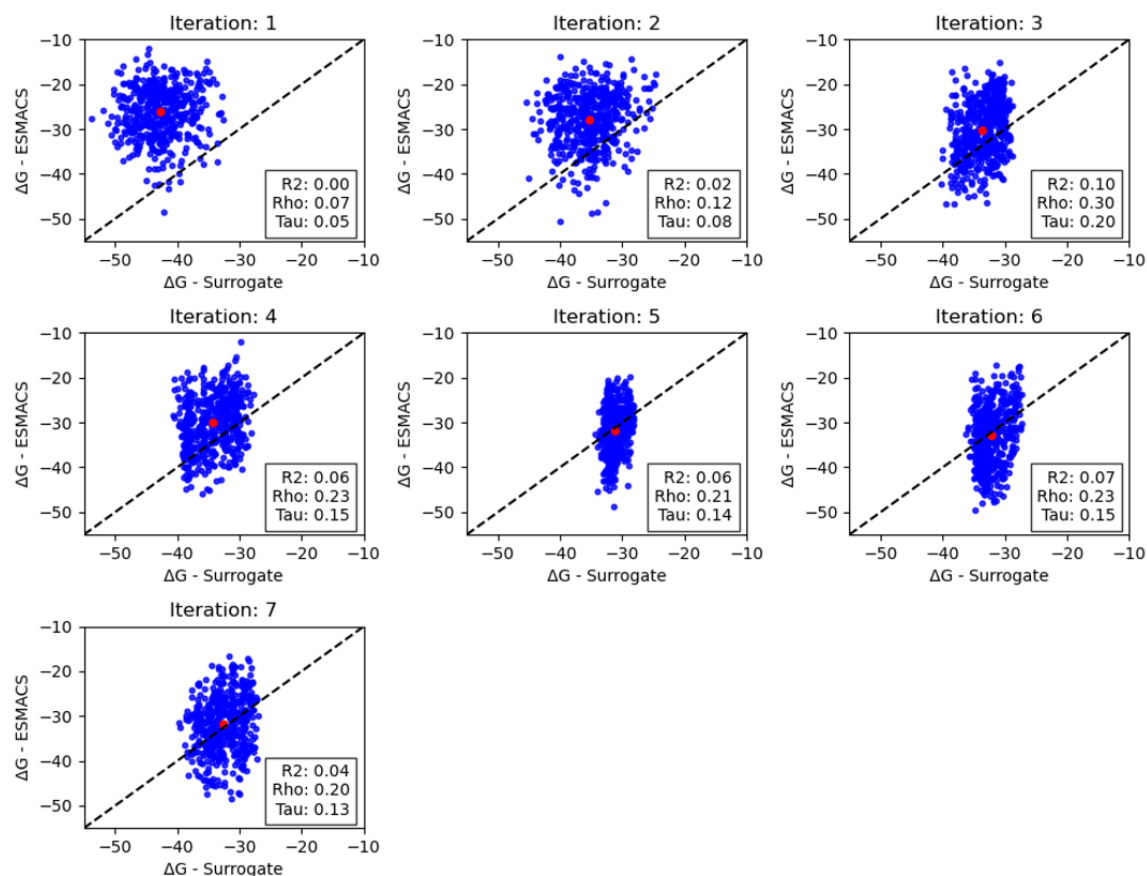 Iteration: 1
−10
−20
−30
−40
−50
ΔG - ESMACS
R2: 0.00
Rho: 0.07
Tau: 0.05
−50 −40 −30 −20 −10
ΔG - Surrogate
Iteration: 2
−10
−20
−30
−40
−50
ΔG - ESMACS
R2: 0.02
Rho: 0.12
Tau: 0.08
−50 −40 −30 −20 −10
ΔG - Surrogate
Iteration: 3
−10
−20
−30
−40
−50
ΔG - ESMACS
R2: 0.10
Rho: 0.30
Tau: 0.20
−50 −40 −30 −20 −10
ΔG - Surrogate
Iteration: 4
−10
−20
−30
−40
−50
ΔG - ESMACS
R2: 0.06
Rho: 0.23
Tau: 0.15
−50 −40 −30 −20 −10
ΔG - Surrogate
Iteration: 5
−10
−20
−30
−40
−50
ΔG - ESMACS
R2: 0.06
Rho: 0.21
Tau: 0.14
−50 −40 −30 −20 −10
ΔG - Surrogate
Iteration: 6
−10
−20
−30
−40
−50
ΔG - ESMACS
R2: 0.07
Rho: 0.23
Tau: 0.15
−50 −40 −30 −20 −10
ΔG - Surrogate
Iteration: 7
−10
−20
−30
−40
−50
ΔG - ESMACS
R2: 0.04
Rho: 0.20
Tau: 0.13
−50 −40 −30 −20 −10
ΔG - Surrogate